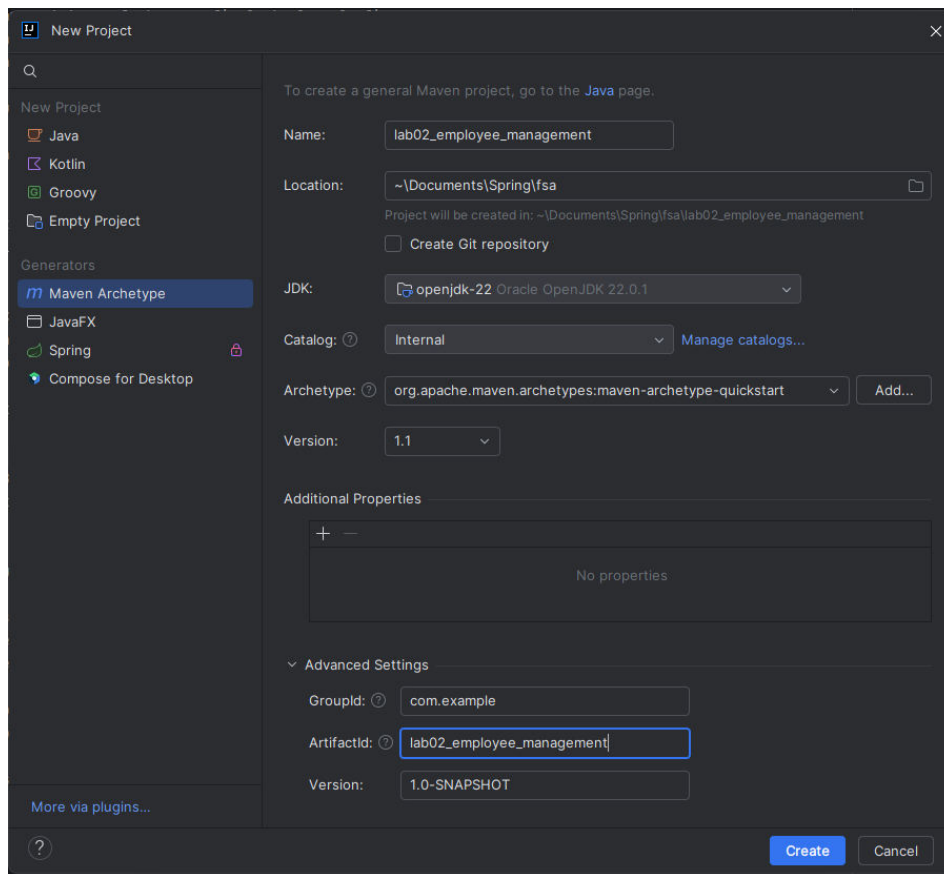 New Project
To create a general Maven project, go to the Java page.
New Project
Java
Kotlin
Groovy
Empty Project
Generators
Maven Archetype
JavaFX
Spring
Compose for Desktop
More via plugins...
Name: lab02_employee_management
Location: ~\Documents\Spring\fsa
Project will be created in: ~\Documents\Spring\fsa\lab02_employee_management
Create Git repository
JDK: openjdk-22 Oracle OpenJDK 22.0.1
Catalog: ? Internal Manage catalogs...
Archetype: ? org.apache.maven.archetypes:maven-archetype-quickstart Add...
Version: 1.1
Additional Properties
No properties
Advanced Settings
GroupId: ? com.example
ArtifactId: ? lab02_employee_management
Version: 1.0-SNAPSHOT
? Create Cancel